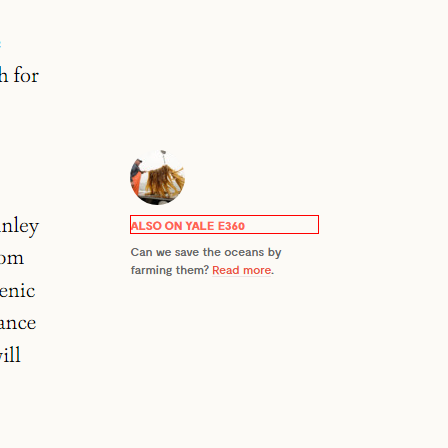 h for
ALSO ON YALE E360
Can we save the oceans by
farming them? Read more.
nley
om
enic
ance
ill